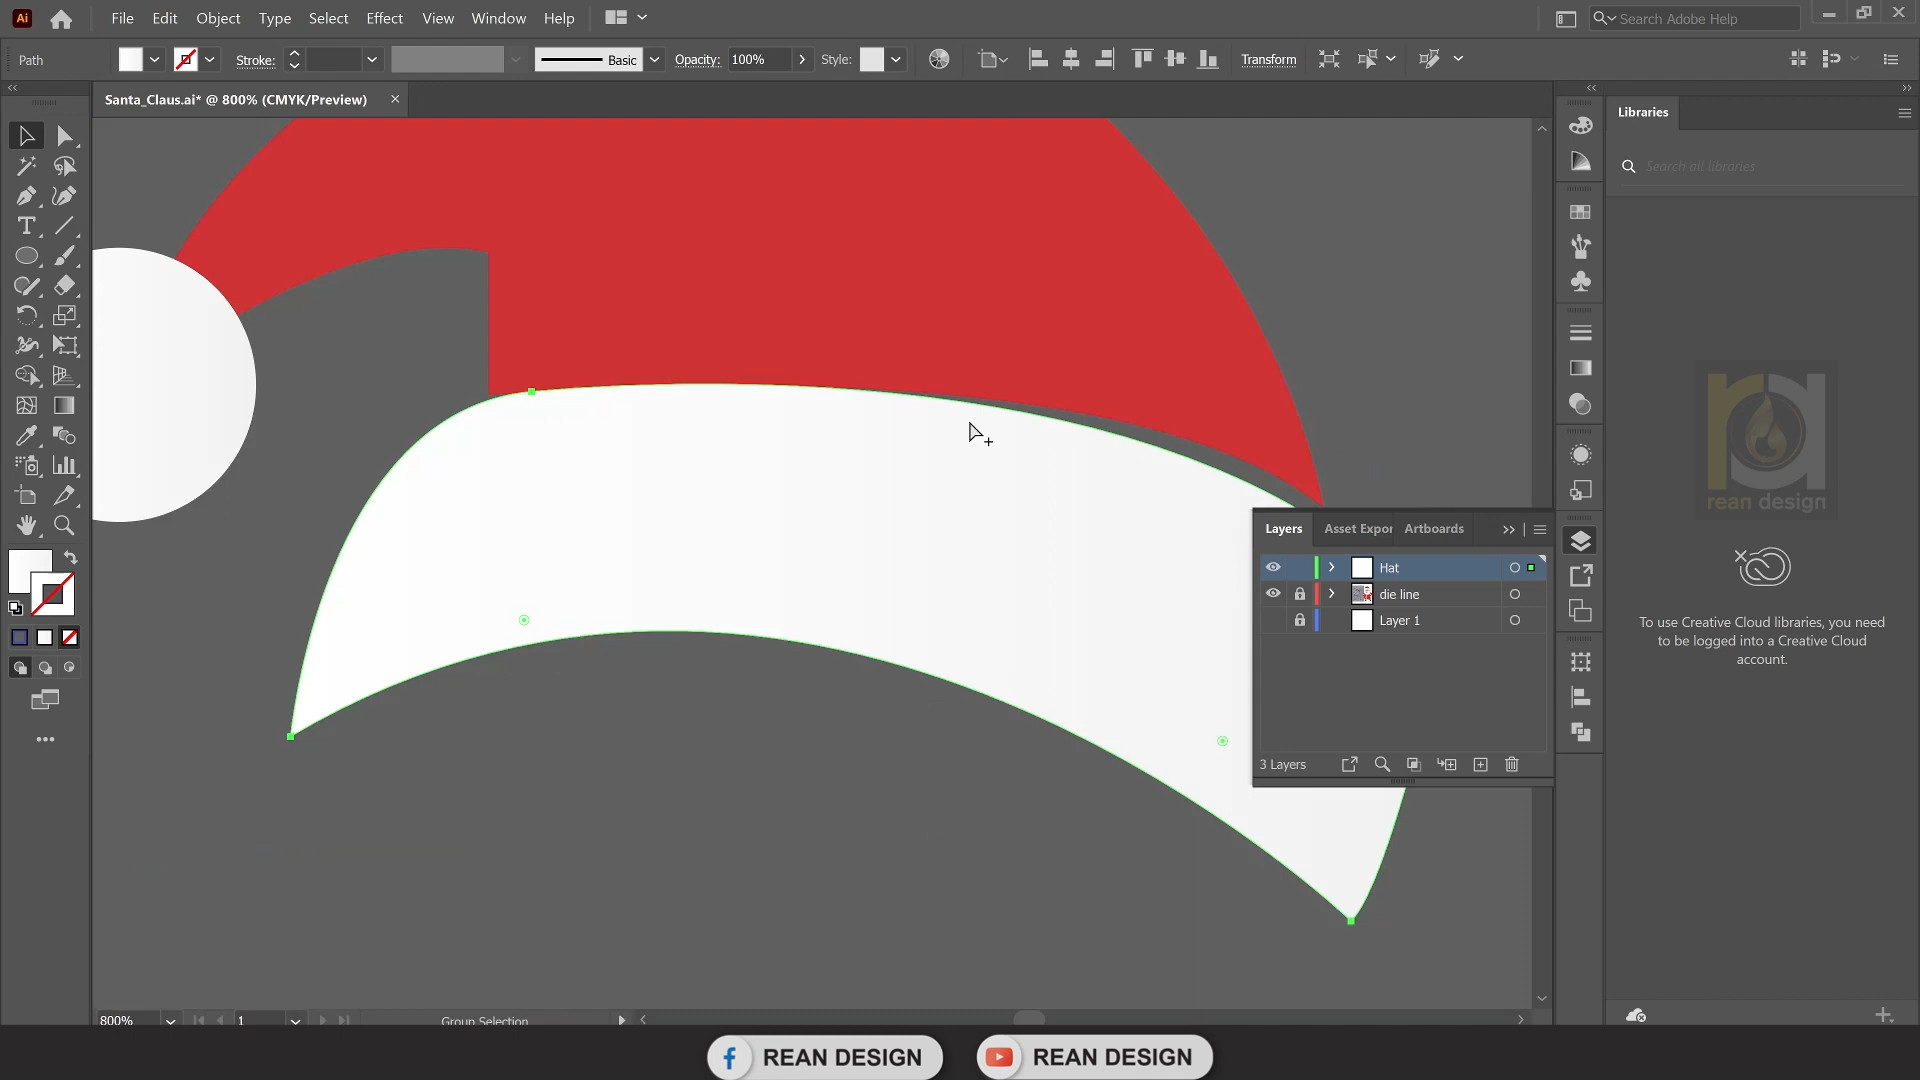 Ai File Edit Object Type Select Effect View Window Help Search Adobe Help
Path Stroke: Basic Opacity: 100% Style: Transform
Santa_Claus.ai* @ 800% (CMYK/Preview)
Libraries
Search all libraries
rean design
Layers Asset Expor Artboards
Hat
die line
Layer 1
3 Layers
To use Creative Cloud libraries, you need
to be logged into a Creative Cloud
account.
800% 1 Group Selection
REAN DESIGN REAN DESIGN